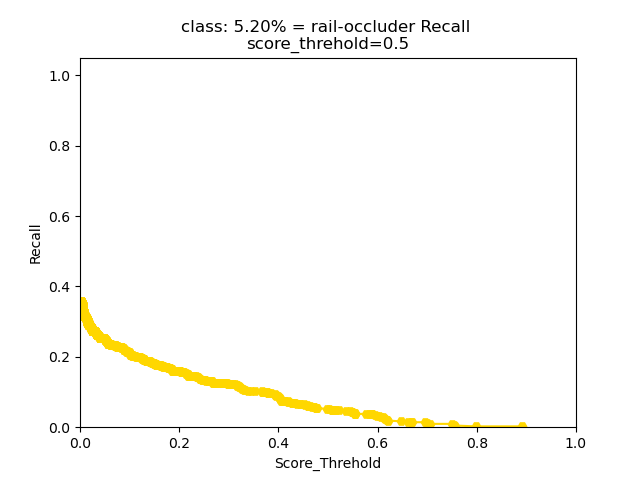 class: 5.20% = rail-occluder Recall
score_threhold=0.5
Recall
1.0
0.8
0.6
0.4
0.2
0.0
0.0 0.2 0.4 0.6 0.8 1.0
Score_Threhold